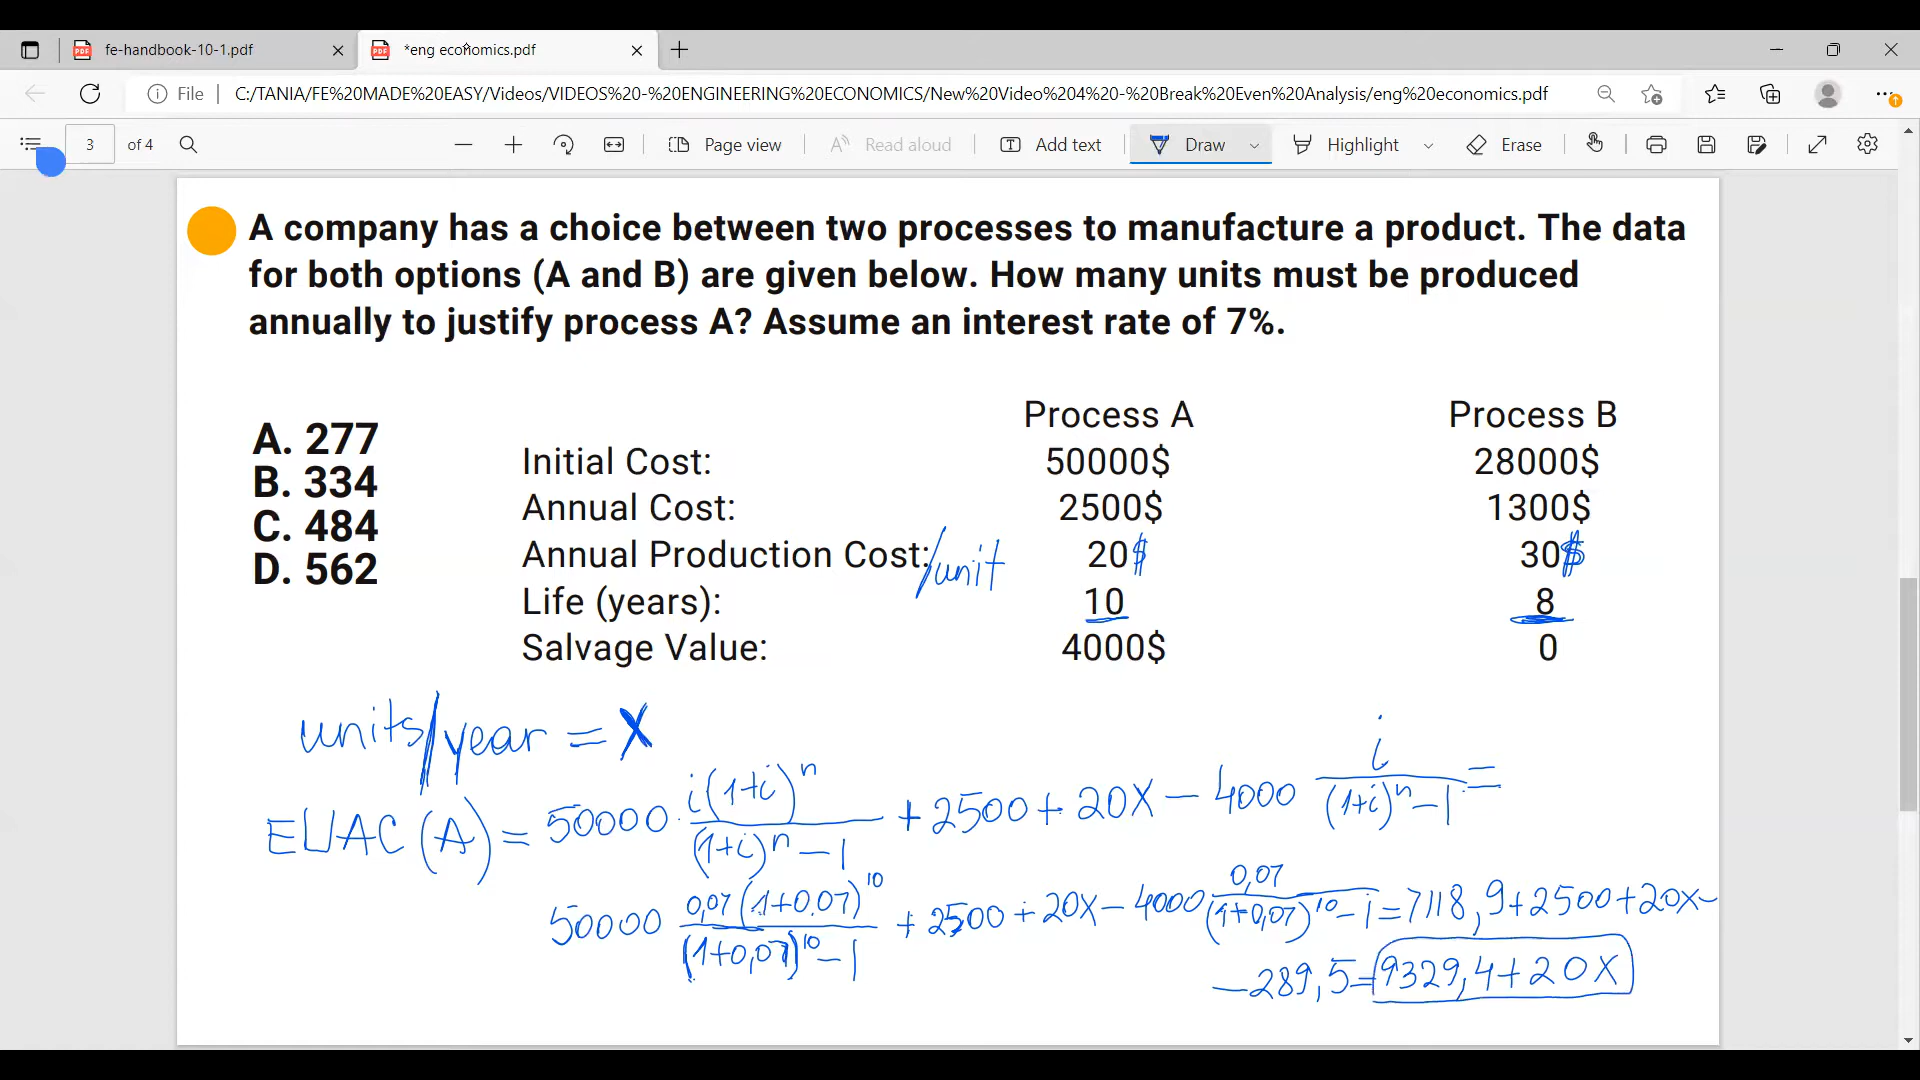 fe-handbook-10-1.pdf
*eng economics.pdf
File
C:/TANIA/FE%20MADE%20EASY/Videos/VIDEOS%20-%20ENGINEERING%20ECONOMICS/New%20Video%204%20-%20Break%20Even%20Analysis/eng%20economics.pdf
3 of 4
Page view
Read aloud
Add text
Draw
Highlight
Erase
A company has a choice between two processes to manufacture a product. The data
for both options (A and B) are given below. How many units must be produced
annually to justify process A? Assume an interest rate of 7%.
A. 277
B. 334
C. 484
D. 562
Process A Process B
Initial Cost: 50000$ 28000$
Annual Cost: 2500$ 1300$
Annual Production Cost: /unit 20$ 30$
Life (years): 10 8
Salvage Value: 4000$ 0
units/year = X
EUAC (A) = 50000 · i(1+i)^n / (1+i)^n − 1 + 2500 + 20X − 4000 i / (1+i)^n − 1 =
50000 0,07 (1+0.07)^10 / (1+0,07)^10 − 1 + 2500 + 20X − 4000 0,07 / (1+0,07)^10 − 1 = 7118,9 + 2500 + 20X −
− 289,5 = 9329,4 + 20X